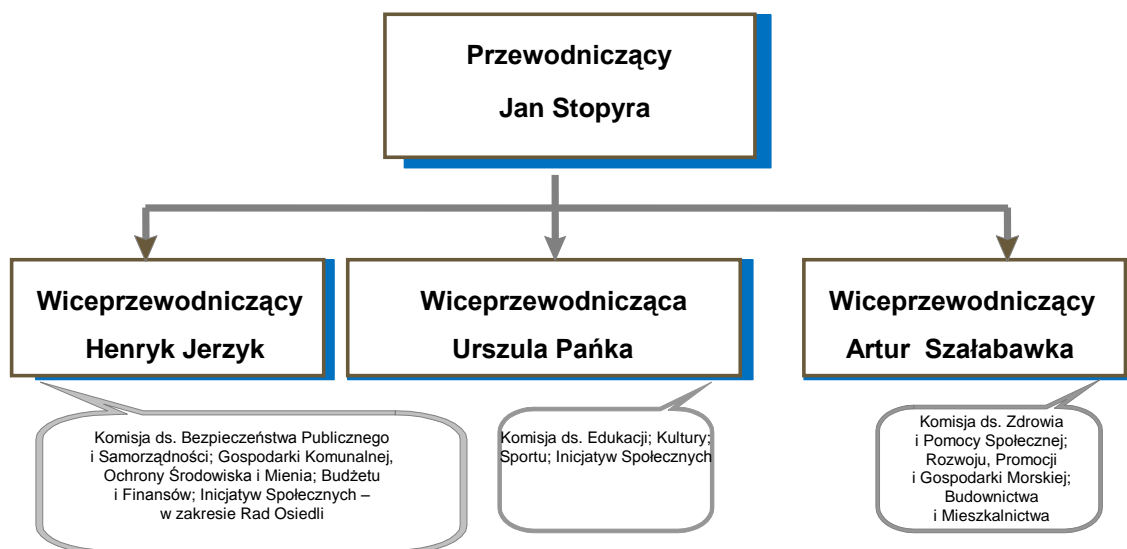 Przewodniczący
Jan Stopyra
Wiceprzewodniczący
Henryk Jerzyk
Wiceprzewodnicząca
Urszula Pańka
Wiceprzewodniczący
Artur Szałabawka
Komisja ds. Bezpieczeństwa Publicznego
i Samorządności; Gospodarki Komunalnej,
Ochrony Środowiska i Mienia; Budżetu
i Finansów; Inicjatyw Społecznych –
w zakresie Rad Osiedli
Komisja ds. Edukacji; Kultury;
Sportu; Inicjatyw Społecznych
Komisja ds. Zdrowia
i Pomocy Społecznej;
Rozwoju, Promocji
i Gospodarki Morskiej;
Budownictwa
i Mieszkalnictwa